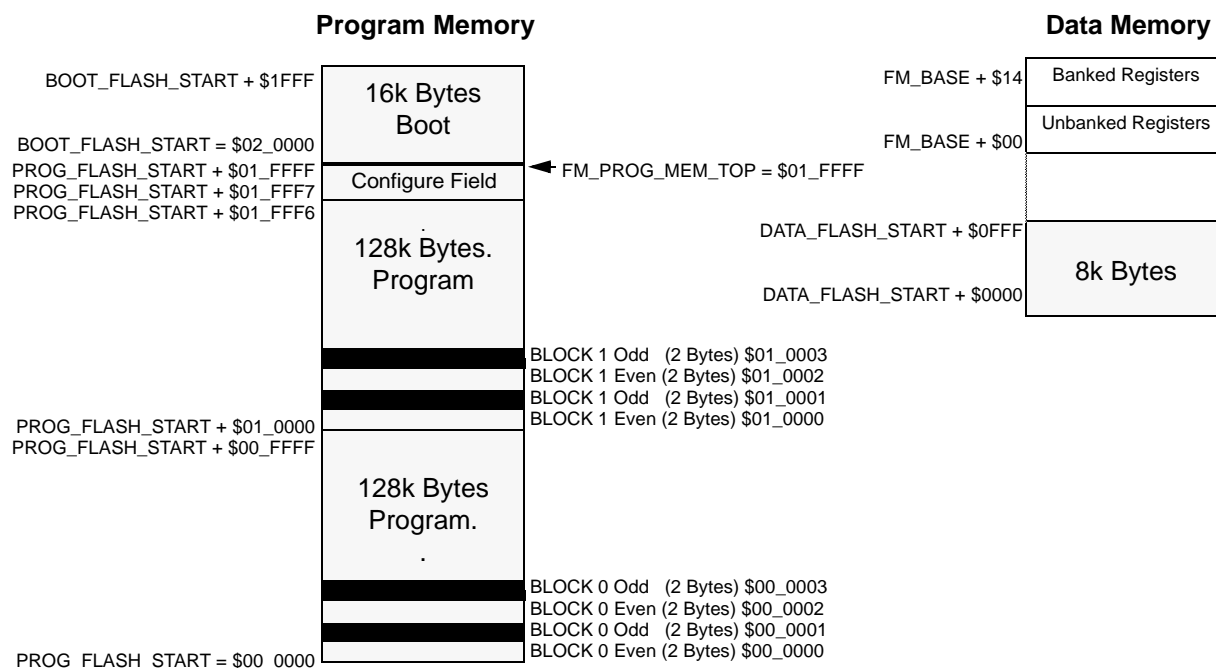 Program Memory
Data Memory
BOOT_FLASH_START + $1FFF
16k Bytes
Boot
BOOT_FLASH_START = $02_0000
PROG_FLASH_START + $01_FFFF
PROG_FLASH_START + $01_FFF7
PROG_FLASH_START + $01_FFF6
FM_PROG_MEM_TOP = $01_FFFF
Configure Field
.
128k Bytes.
Program
BLOCK 1 Odd (2 Bytes) $01_0003
BLOCK 1 Even (2 Bytes) $01_0002
BLOCK 1 Odd (2 Bytes) $01_0001
BLOCK 1 Even (2 Bytes) $01_0000
PROG_FLASH_START + $01_0000
PROG_FLASH_START + $00_FFFF
128k Bytes
Program.
.
BLOCK 0 Odd (2 Bytes) $00_0003
BLOCK 0 Even (2 Bytes) $00_0002
BLOCK 0 Odd (2 Bytes) $00_0001
BLOCK 0 Even (2 Bytes) $00_0000
PROG_FLASH_START = $00_0000
FM_BASE + $14
Banked Registers
Unbanked Registers
FM_BASE + $00
DATA_FLASH_START + $0FFF
8k Bytes
DATA_FLASH_START + $0000